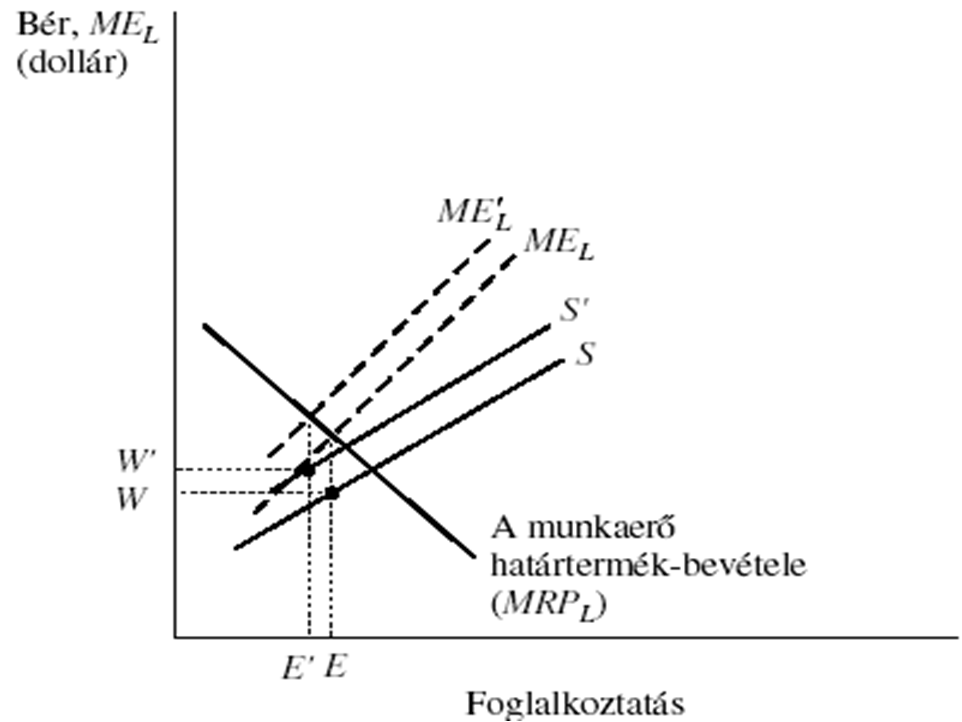 Bér, ME_L
(dollár)
ME'_L
ME_L
S'
S
W'
W
A munkaerő
határtermék-bevétele
(MRP_L)
E' E
Foglalkoztatás